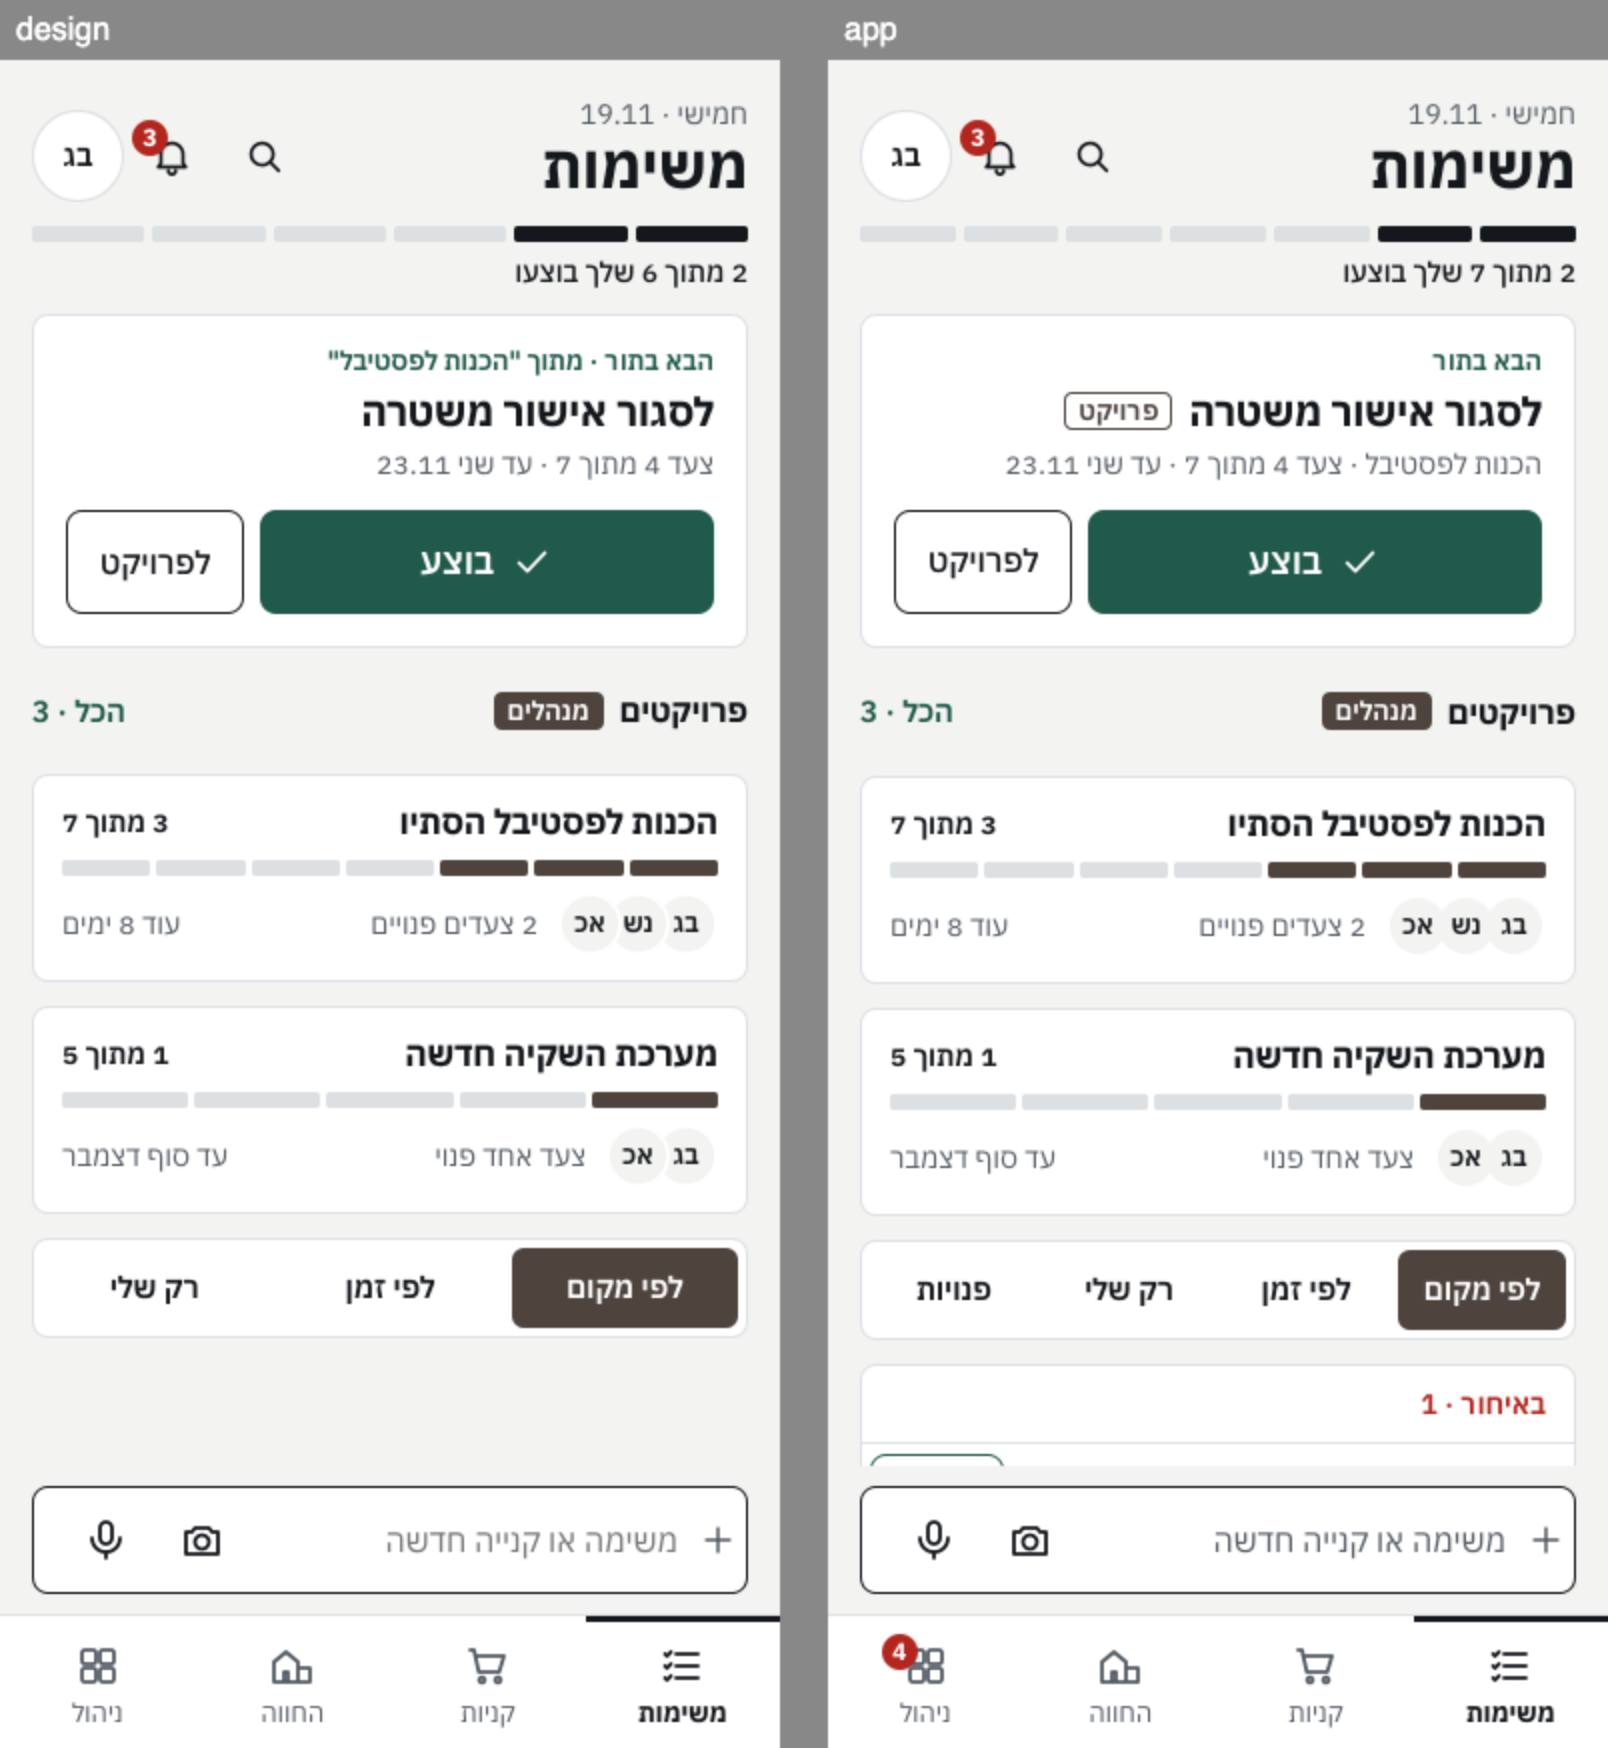 design
חמישי · 19.11
משימות
3
בג
2 מתוך 6 שלך בוצעו
הבא בתור · מתוך "הכנות לפסטיבל"
לסגור אישור משטרה
צעד 4 מתוך 7 · עד שני 23.11
בוצע
לפרויקט
פרויקטים מנהלים
הכל · 3
הכנות לפסטיבל הסתיו
3 מתוך 7
בג נש אכ 2 צעדים פנויים
עוד 8 ימים
מערכת השקיה חדשה
1 מתוך 5
בג אכ צעד אחד פנוי
עד סוף דצמבר
לפי מקום
לפי זמן
רק שלי
משימה או קנייה חדשה
משימות
קניות
החווה
ניהול
app
חמישי · 19.11
משימות
3
בג
2 מתוך 7 שלך בוצעו
הבא בתור
לסגור אישור משטרה פרויקט
הכנות לפסטיבל · צעד 4 מתוך 7 · עד שני 23.11
בוצע
לפרויקט
פרויקטים מנהלים
הכל · 3
הכנות לפסטיבל הסתיו
3 מתוך 7
בג נש אכ 2 צעדים פנויים
עוד 8 ימים
מערכת השקיה חדשה
1 מתוך 5
בג אכ צעד אחד פנוי
עד סוף דצמבר
לפי מקום
לפי זמן
רק שלי
פנויות
באיחור · 1
משימה או קנייה חדשה
משימות
קניות
החווה
4
ניהול